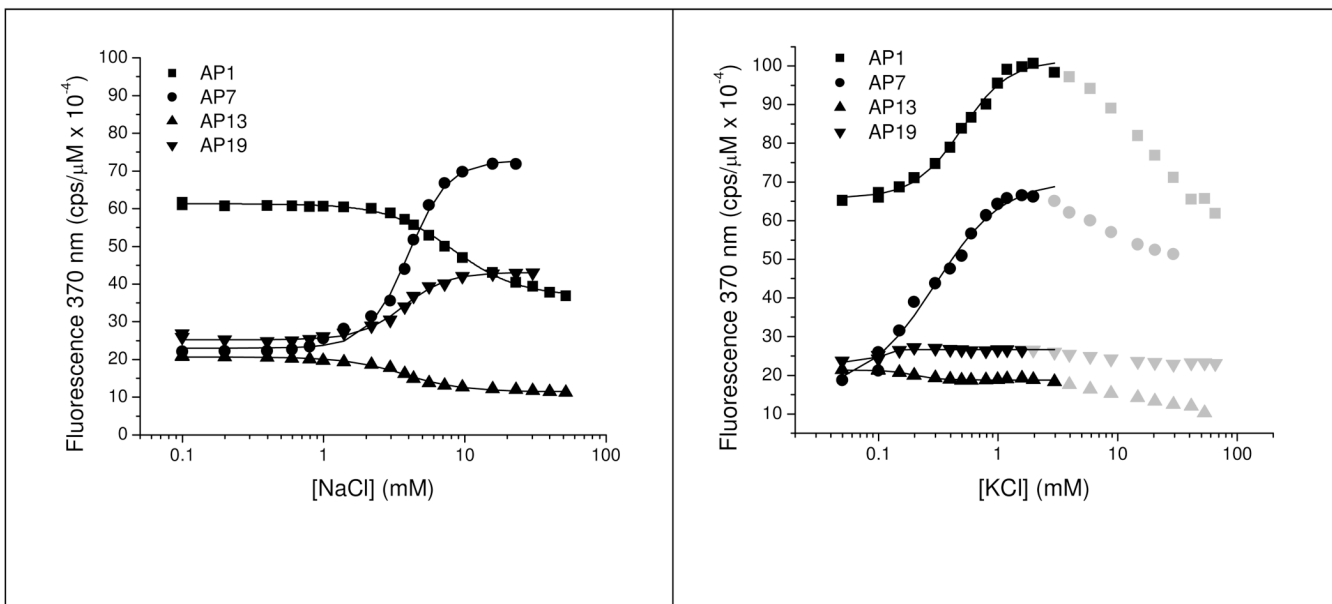 Fluorescence 370 nm (cps/μM x 10⁻⁴)
100
90
80
70
60
50
40
30
20
10
0
AP1
AP7
AP13
AP19
0.1 1 10 100
[NaCl] (mM)
Fluorescence 370 nm (cps/μM x 10⁻⁴)
100
90
80
70
60
50
40
30
20
10
AP1
AP7
AP13
AP19
0.1 1 10 100
[KCl] (mM)